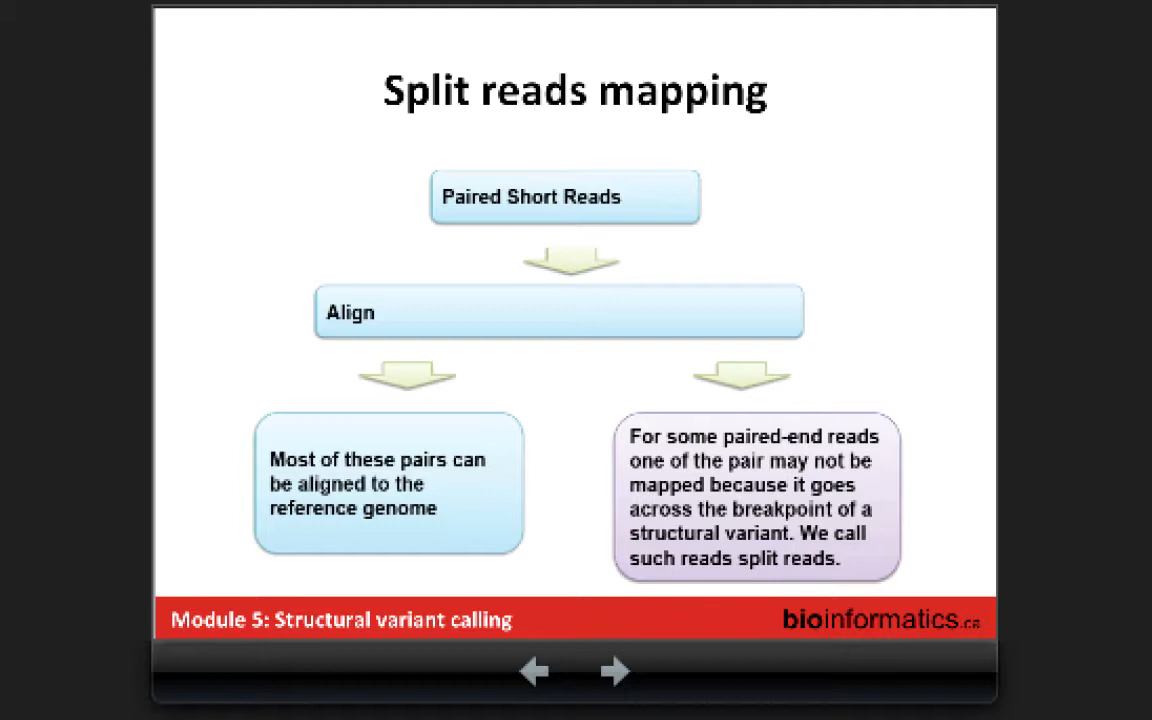 Split reads mapping
Paired Short Reads
Align
Most of these pairs can
be aligned to the
reference genome
For some paired-end reads
one of the pair may not be
mapped because it goes
across the breakpoint of a
structural variant. We call
such reads split reads.
Module 5: Structural variant calling
bioinformatics.ca